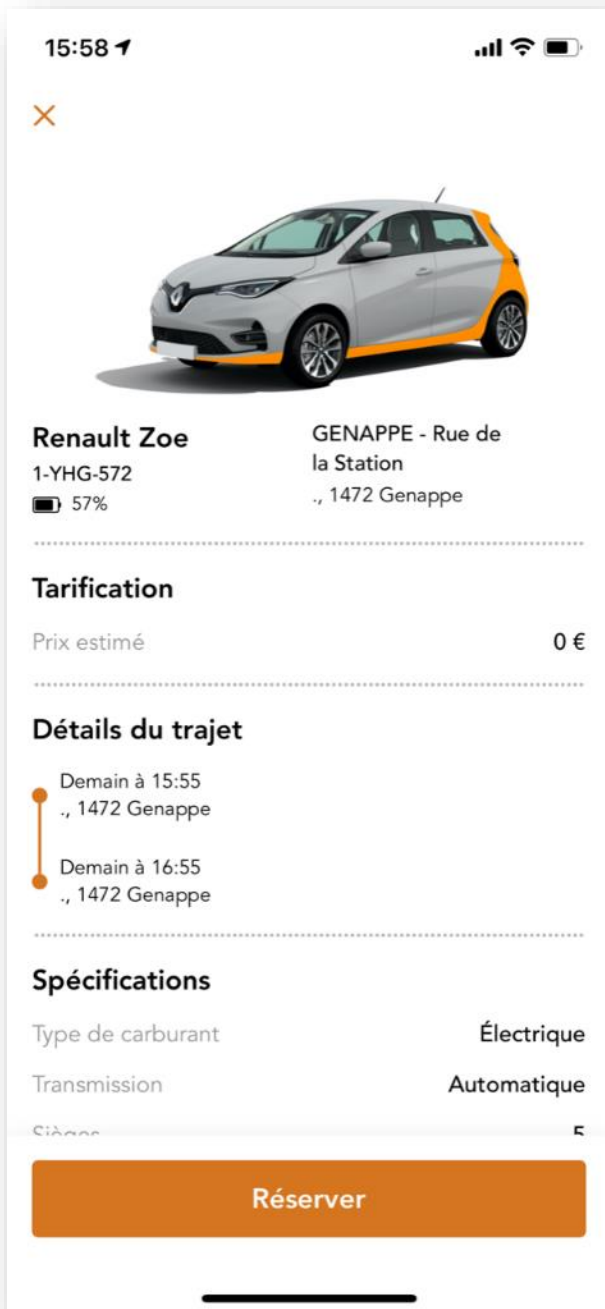 15:58
Renault Zoe
1-YHG-572
57%
GENAPPE - Rue de
la Station
., 1472 Genappe
Tarification
Prix estimé 0 €
Détails du trajet
Demain à 15:55
., 1472 Genappe
Demain à 16:55
., 1472 Genappe
Spécifications
Type de carburant Électrique
Transmission Automatique
Sièges 5
Réserver